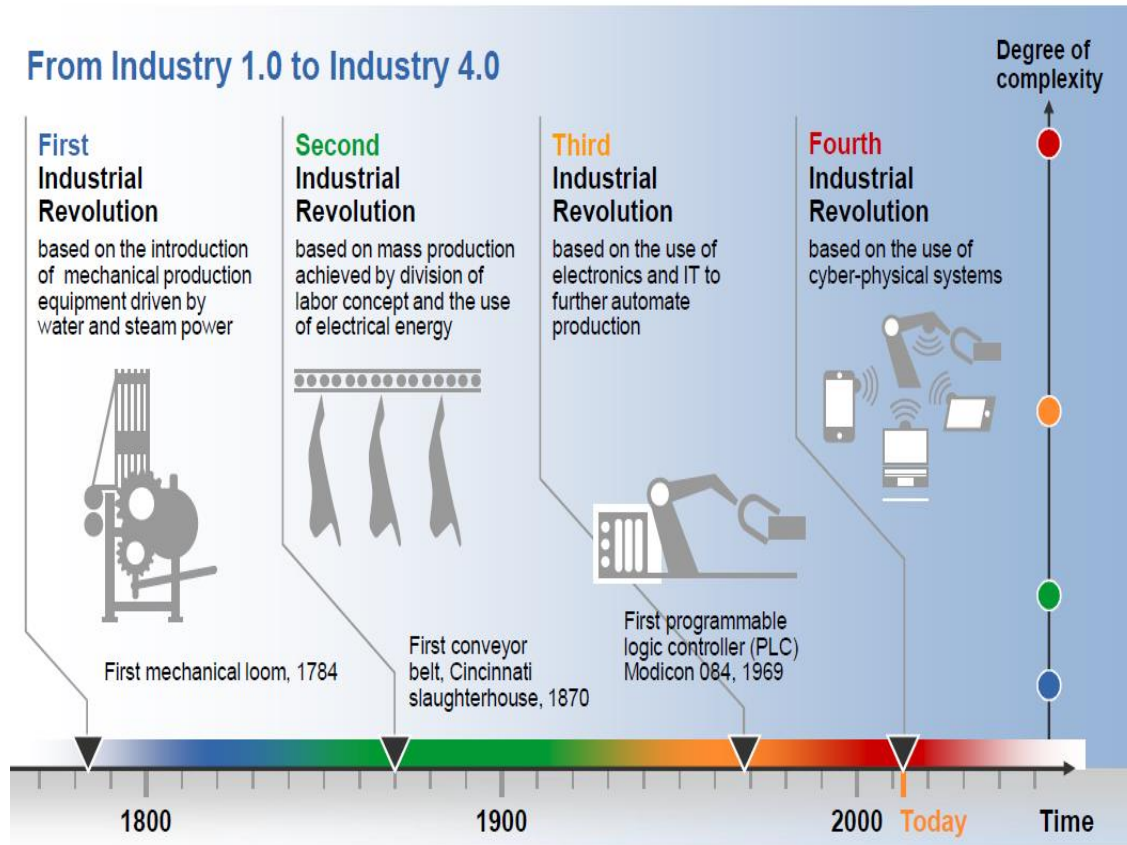 From Industry 1.0 to Industry 4.0
Degree of
complexity
First
Industrial
Revolution
based on the introduction
of mechanical production
equipment driven by
water and steam power
Second
Industrial
Revolution
based on mass production
achieved by division of
labor concept and the use
of electrical energy
Third
Industrial
Revolution
based on the use of
electronics and IT to
further automate
production
Fourth
Industrial
Revolution
based on the use of
cyber-physical systems
First mechanical loom, 1784
First conveyor
belt, Cincinnati
slaughterhouse, 1870
First programmable
logic controller (PLC)
Modicon 084, 1969
1800
1900
2000
Today
Time